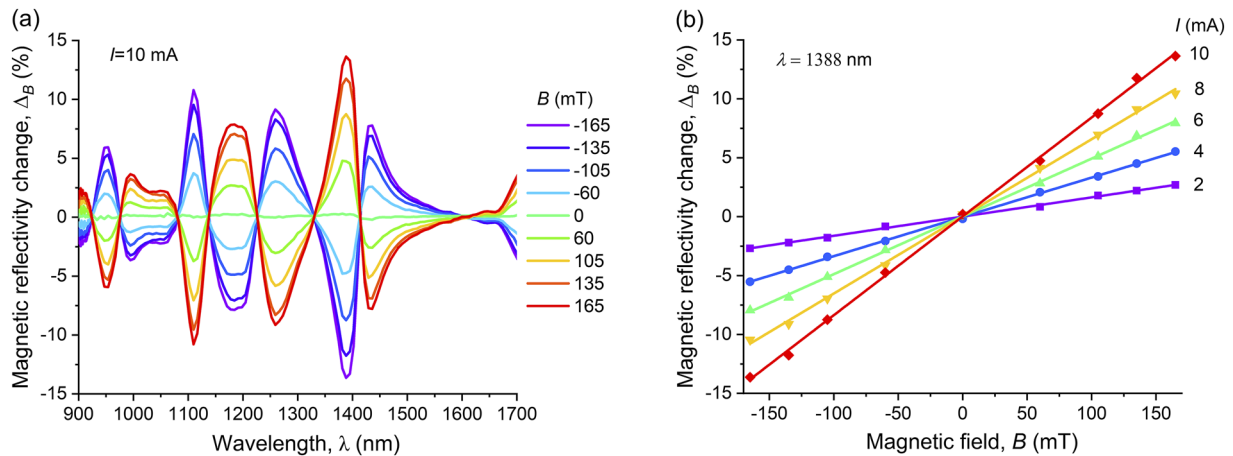 (a)
I=10 mA
Magnetic reflectivity change, Δ_B (%)
15
10
5
0
-5
-10
-15
900 1000 1100 1200 1300 1400 1500 1600 1700
Wavelength, λ (nm)
B (mT)
-165
-135
-105
-60
0
60
105
135
165
(b)
λ = 1388 nm
Magnetic reflectivity change, Δ_B (%)
15
10
5
0
-5
-10
-15
-150 -100 -50 0 50 100 150
Magnetic field, B (mT)
I (mA)
10
8
6
4
2